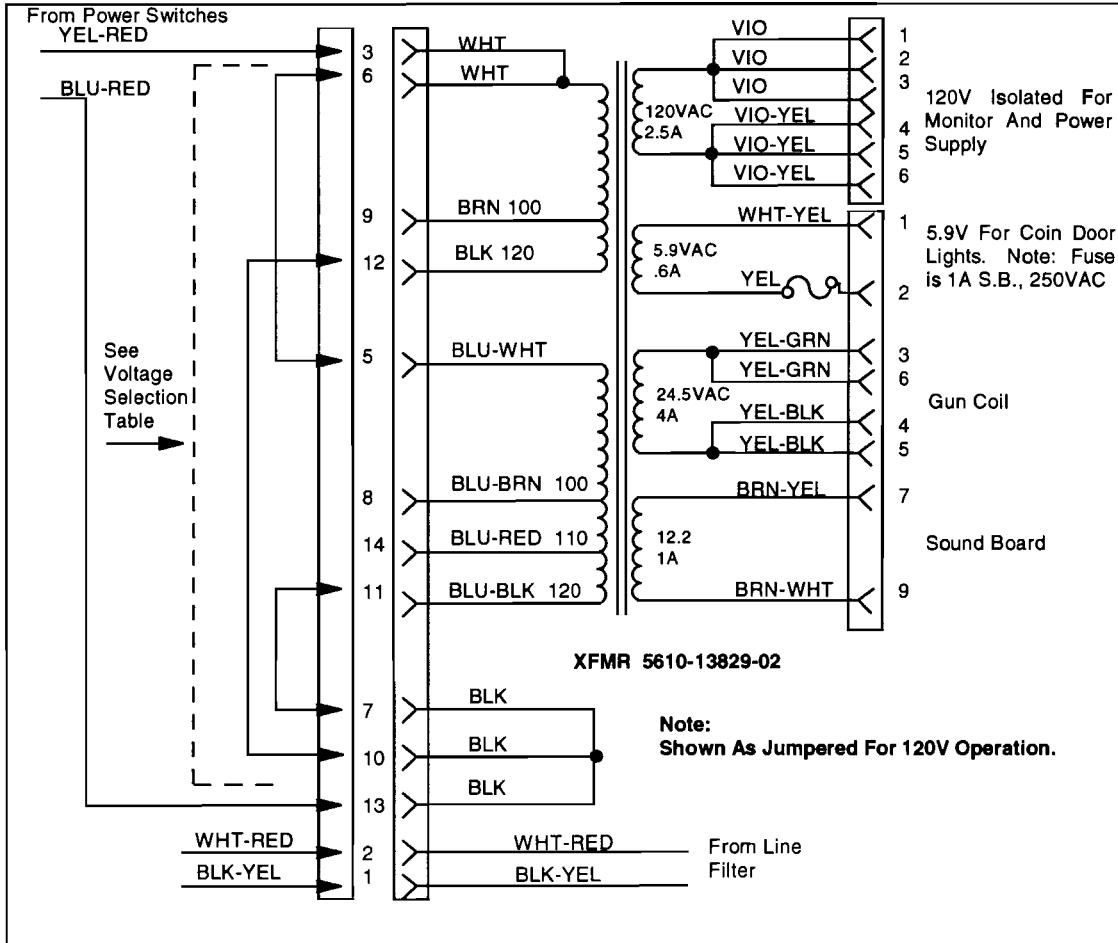 From Power Switches
YEL-RED
BLU-RED
See
Voltage
Selection
Table
3
6
9
12
5
8
14
11
7
10
13
2
1
WHT
WHT
BRN 100
BLK 120
BLU-WHT
BLU-BRN 100
BLU-RED 110
BLU-BLK 120
BLK
BLK
BLK
WHT-RED
BLK-YEL
WHT-RED
BLK-YEL
From Line
Filter
120VAC
2.5A
5.9VAC
.6A
24.5VAC
4A
12.2
1A
VIO
VIO
VIO
VIO-YEL
VIO-YEL
VIO-YEL
1
2
3
4
5
6
120V Isolated For
Monitor And Power
Supply
WHT-YEL
YEL
1
2
5.9V For Coin Door
Lights. Note: Fuse
is 1A S.B., 250VAC
YEL-GRN
YEL-GRN
YEL-BLK
YEL-BLK
3
6
4
5
Gun Coil
BRN-YEL
BRN-WHT
7
9
Sound Board
XFMR 5610-13829-02
Note:
Shown As Jumpered For 120V Operation.